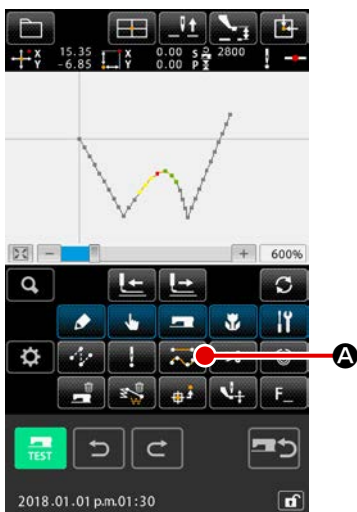 X 15.35 X 0.00 S 2800
Y -6.85 Y 0.00 P
600%
A
F_
TEST
2018.01.01 p.m.01:30